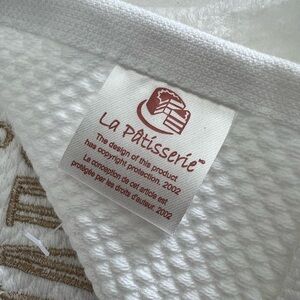 La Pâtisserie™
The design of this product
has copyright protection. 2002
La conception de cet article est
protégée par les droits d'auteur. 2002